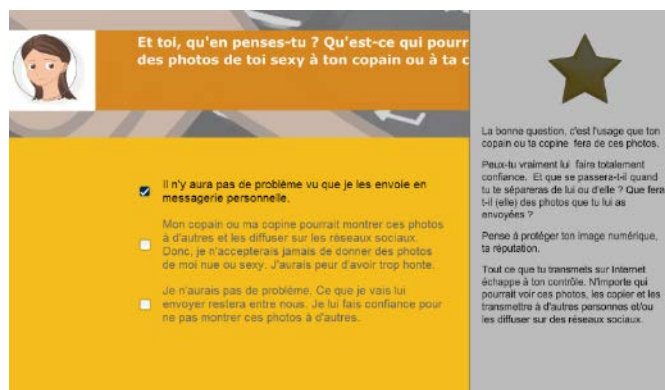 Et toi, qu'en penses-tu ? Qu'est-ce qui pourr
des photos de toi sexy à ton copain ou à ta c
Il n'y aura pas de problème vu que je les envoie en
messagerie personnelle.
Mon copain ou ma copine pourrait montrer ces photos
à d'autres et les diffuser sur les réseaux sociaux.
Donc, je n'accepterais jamais de donner des photos
de moi nue ou sexy. J'aurais peur d'avoir trop honte.
Je n'aurais pas de problème. Ce que je vais lui
envoyer restera entre nous. Je lui fais confiance pour
ne pas montrer ces photos à d'autres.
La bonne question, c'est l'usage que ton
copain ou ta copine fera de ces photos.
Peux-tu vraiment lui faire totalement
confiance. Et que se passera-t-il quand
tu te sépareras de lui ou d'elle ? Que fera
t-il (elle) des photos que tu lui as
envoyées ?
Pense à protéger ton image numérique,
ta réputation.
Tout ce que tu transmets sur Internet
échappe à ton contrôle. N'importe qui
pourrait voir ces photos, les copier et les
transmettre à d'autres personnes et/ou
les diffuser sur des réseaux sociaux.